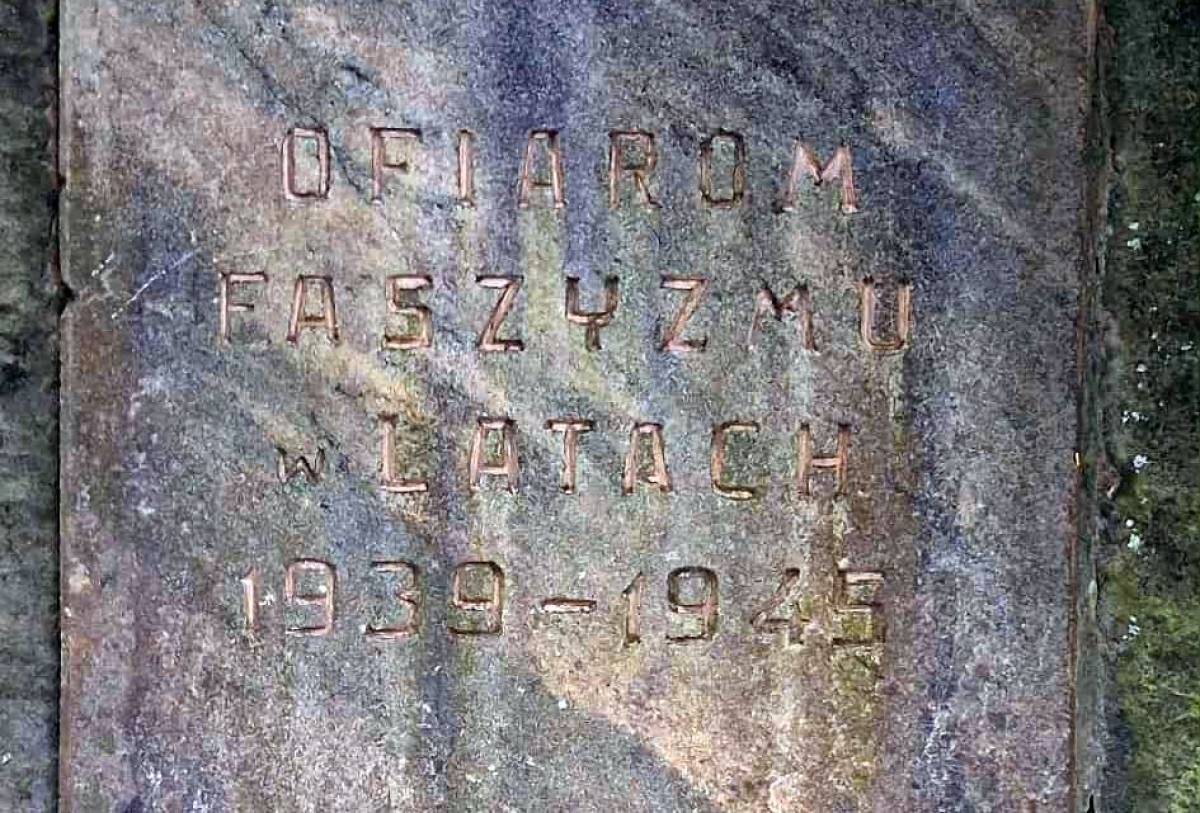 OFIAROM
FASZYZMU
W LATACH
1939-1945